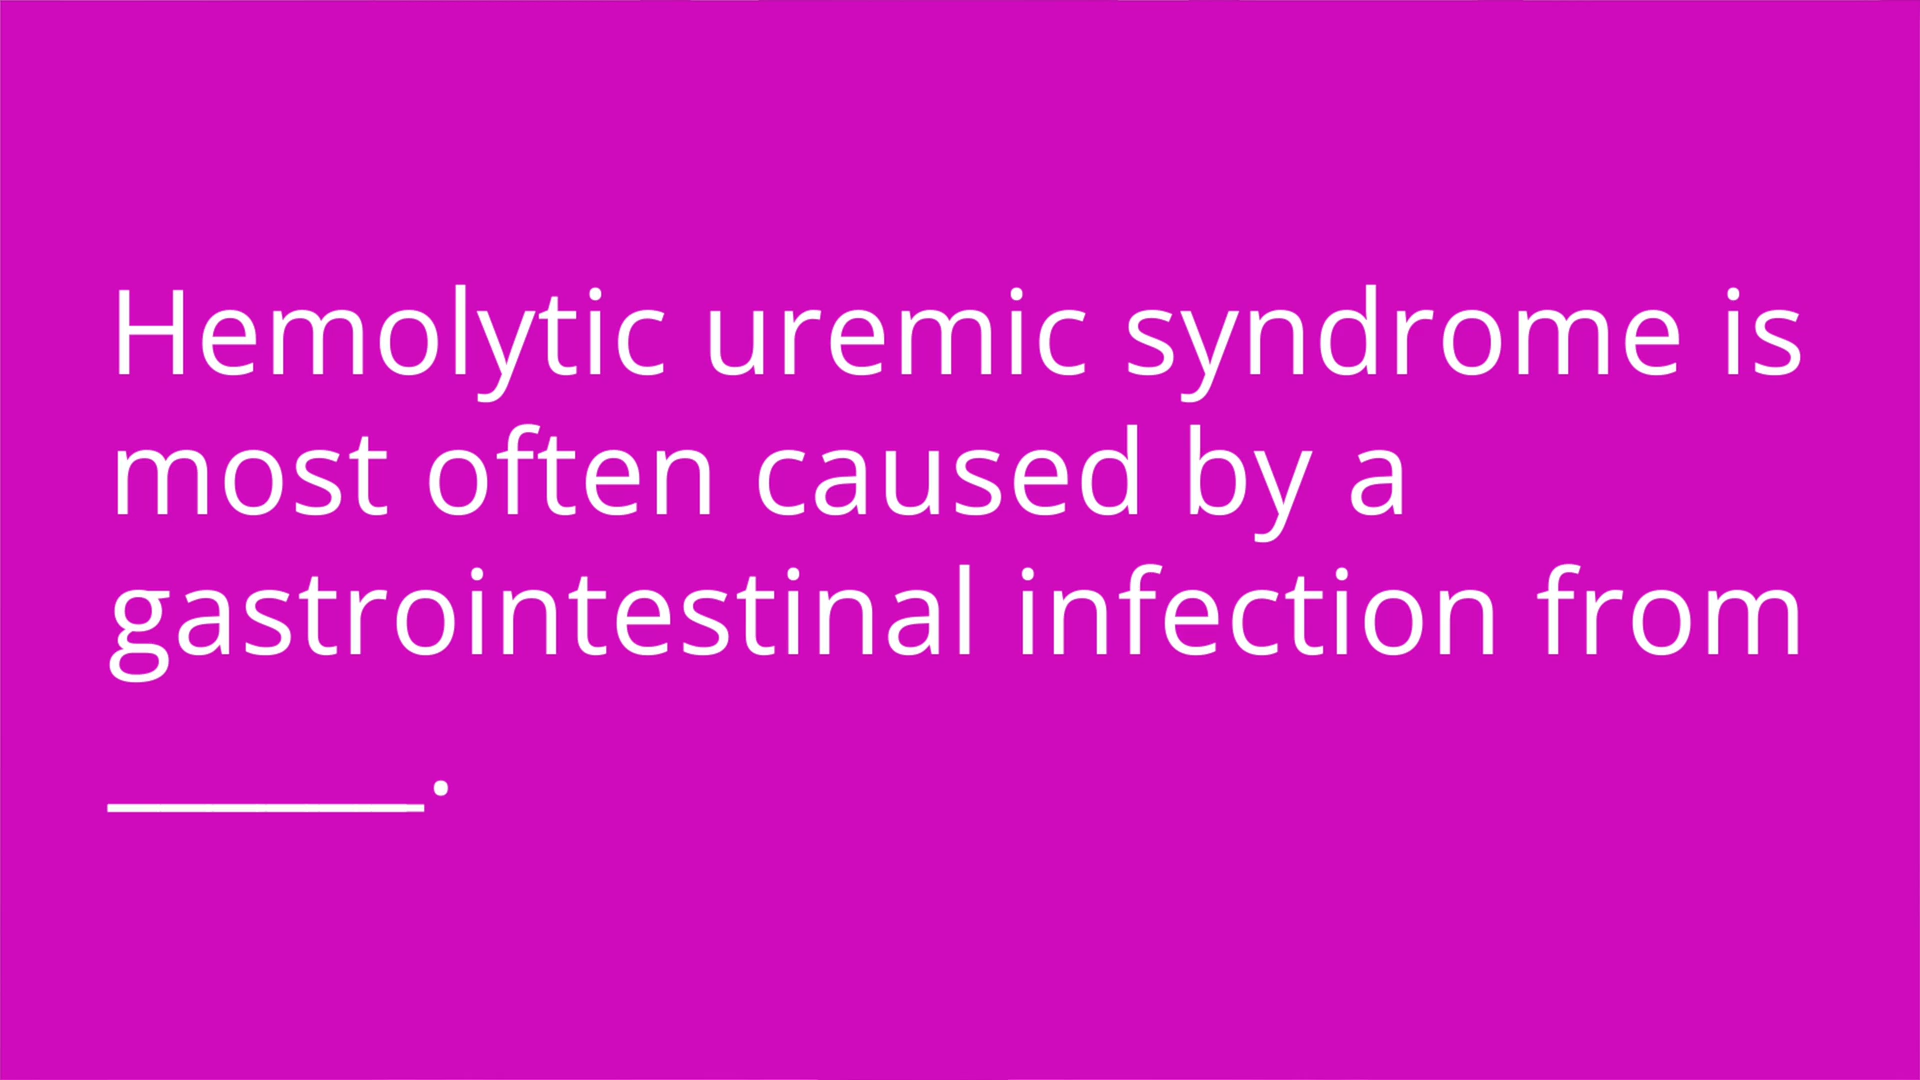 Hemolytic uremic syndrome is
most often caused by a
gastrointestinal infection from
______.